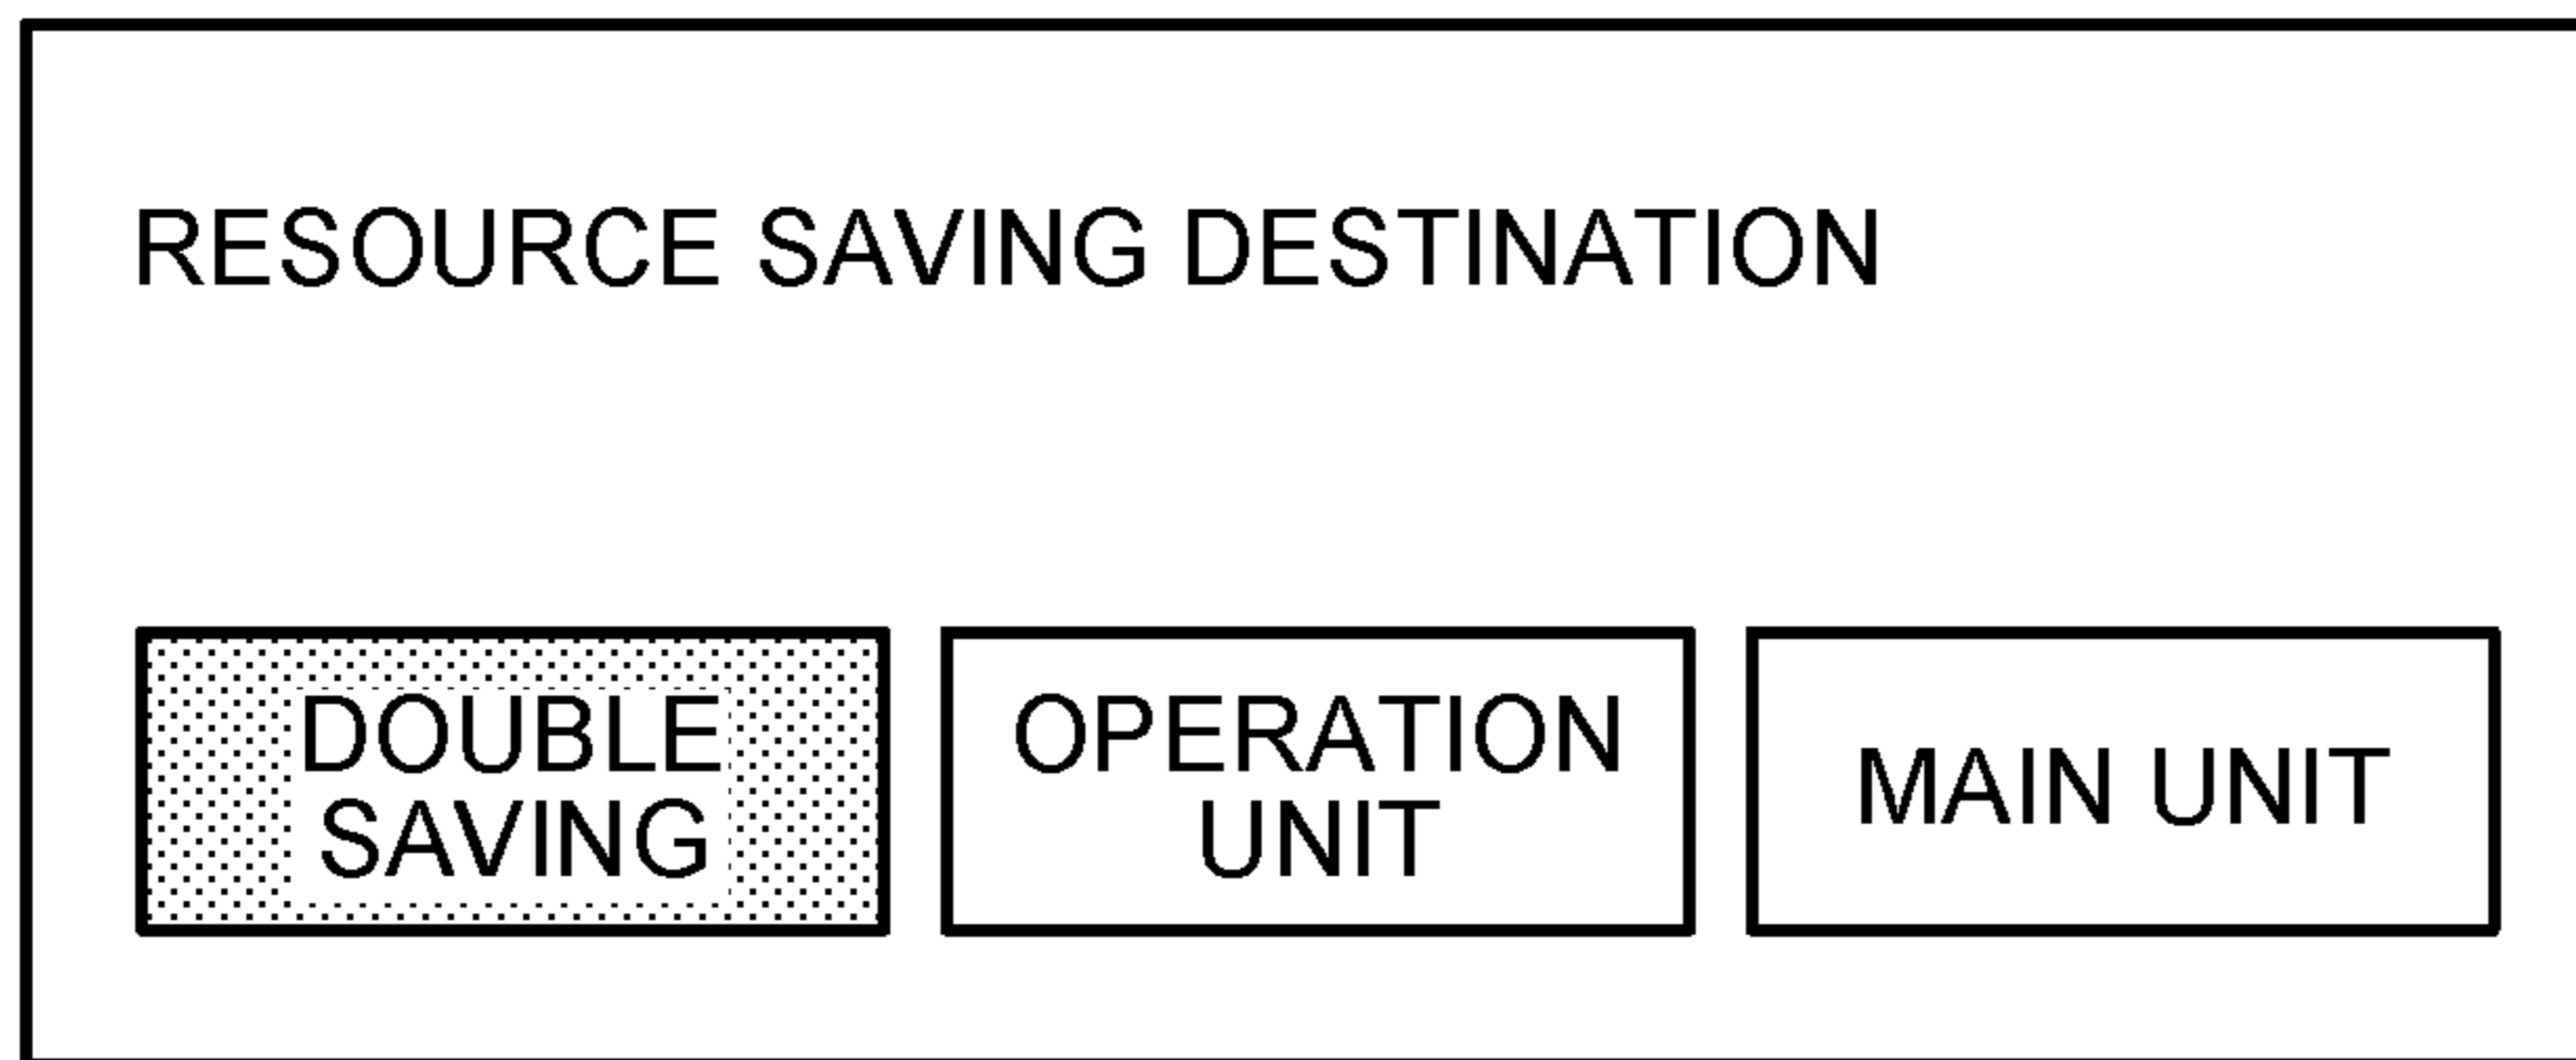 RESOURCE SAVING DESTINATION
DOUBLE
SAVING
OPERATION
UNIT
MAIN UNIT